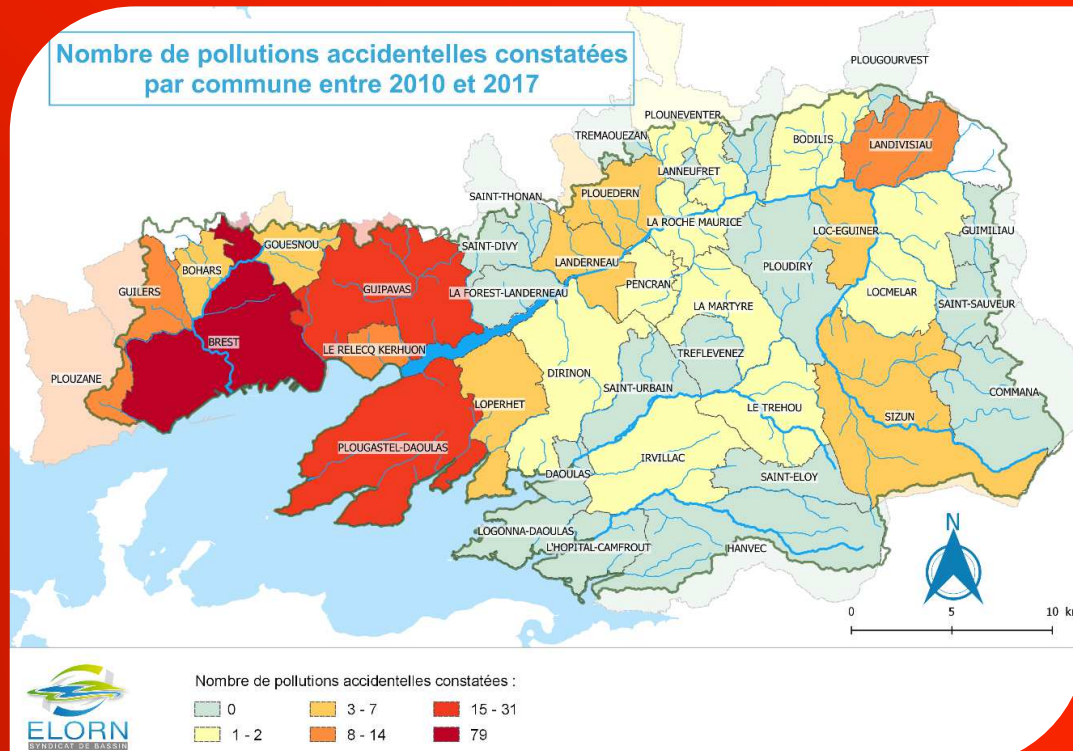 Nombre de pollutions accidentelles constatées
par commune entre 2010 et 2017
PLOUGOURVEST
PLOUNEVENTER
TREMAOUEZAN
BODILIS
LANDIVISIAU
LANNEUFRET
PLOUEDERN
SAINT-THONAN
LA ROCHE MAURICE
LOC-EGUINER
GUIMILIAU
GOUESNOU
SAINT-DIVY
BOHARS
LANDERNEAU
PLOUDIRY
GUILERS
GUIPAVAS
LA FOREST-LANDERNEAU
PENCRAN
LOCMELAR
LA MARTYRE
SAINT-SAUVEUR
BREST
LE RELECQ KERHUON
TREFLEVENEZ
PLOUZANE
DIRINON
SAINT-URBAIN
COMMANA
LOPERHET
LE TREHOU
SIZUN
PLOUGASTEL-DAOULAS
IRVILLAC
DAOULAS
SAINT-ELOY
LOGONNA-DAOULAS
L'HOPITAL-CAMFROUT
HANVEC
N
0 5 10 km
Nombre de pollutions accidentelles constatées :
0
3 - 7
15 - 31
1 - 2
8 - 14
79
ELORN
SYNDICAT DE BASSIN